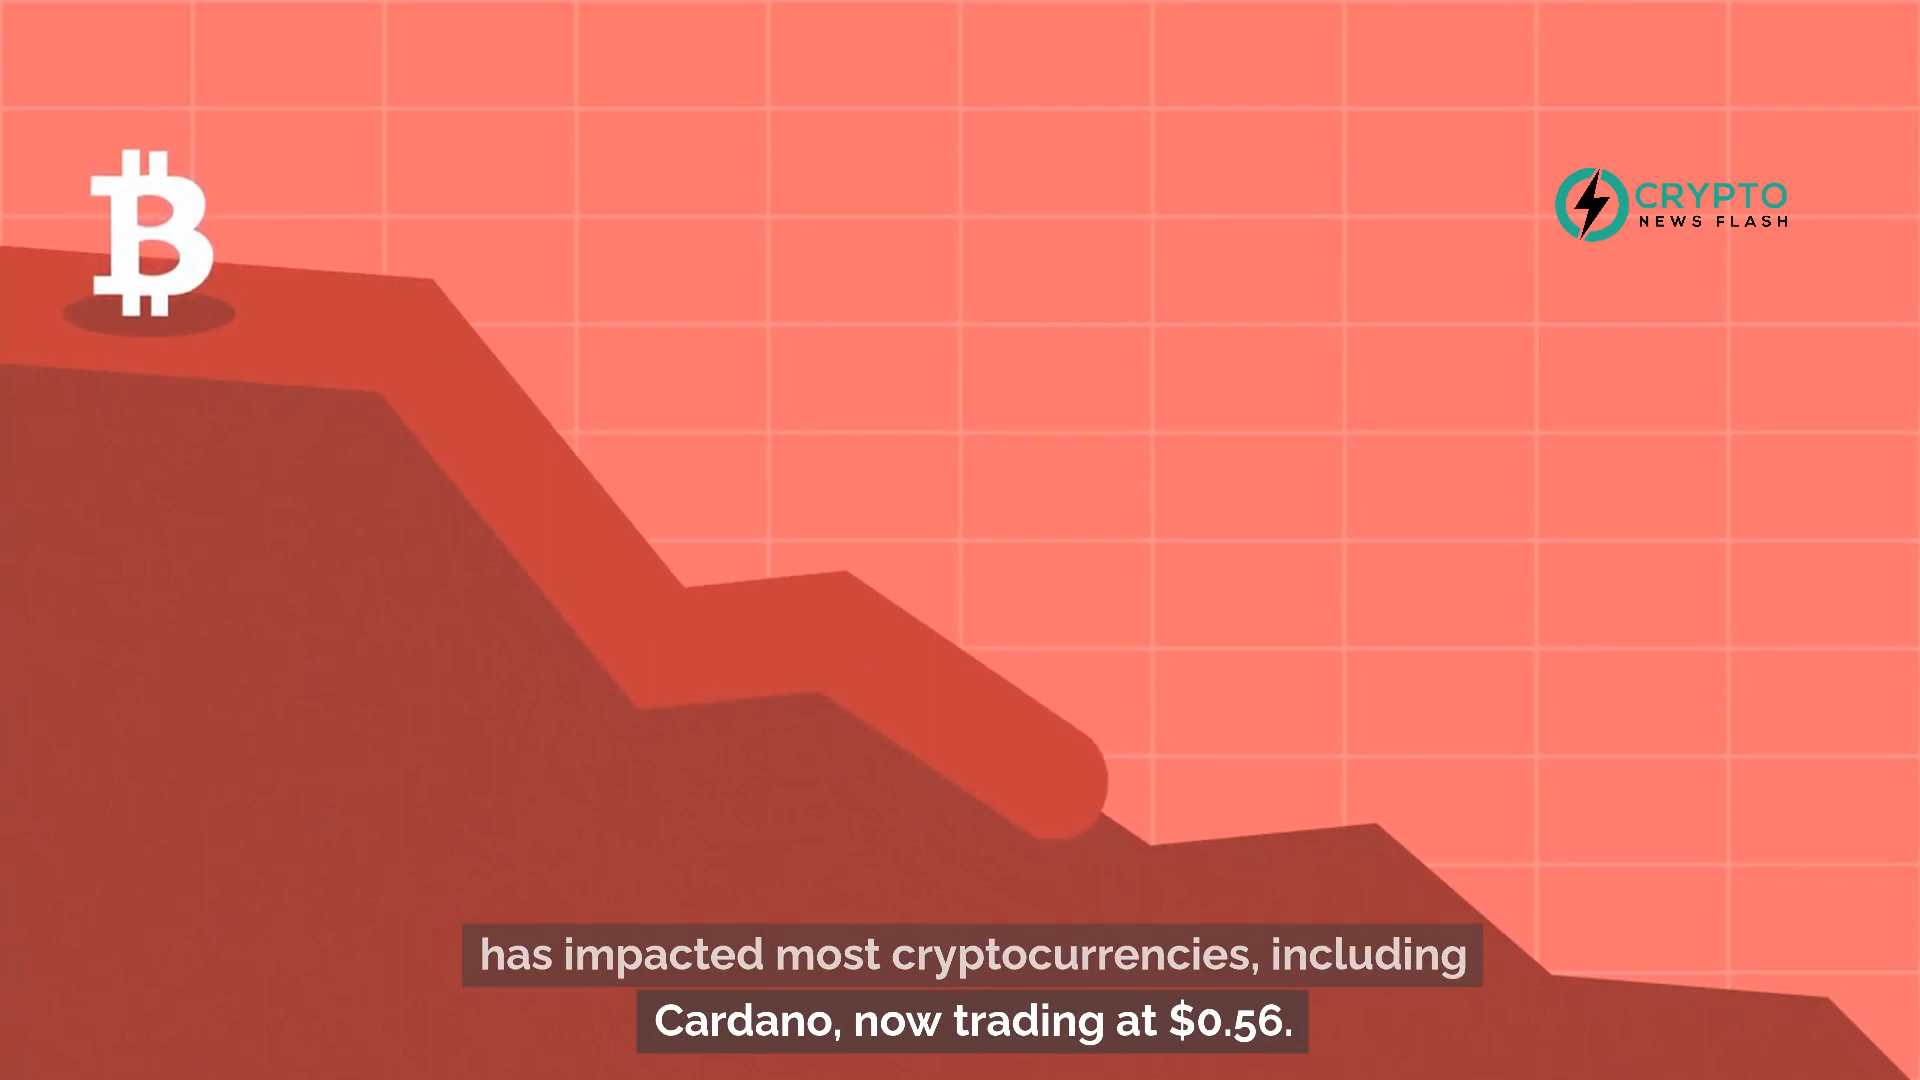 CRYPTO
NEWS FLASH
has impacted most cryptocurrencies, including
Cardano, now trading at $0.56.